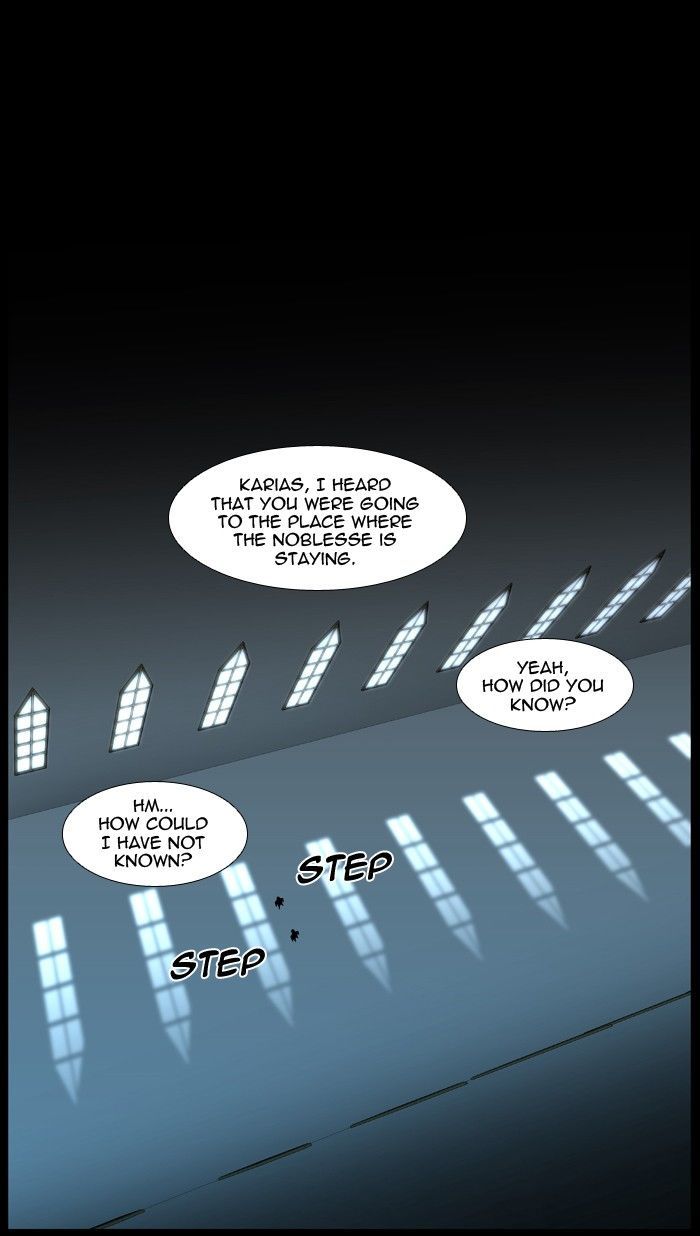 KARIAS, I HEARD
THAT YOU WERE GOING
TO THE PLACE WHERE
THE NOBLESSE IS
STAYING.
YEAH,
HOW DID YOU
KNOW?
HM...
HOW COULD
I HAVE NOT
KNOWN?
STEP
STEP